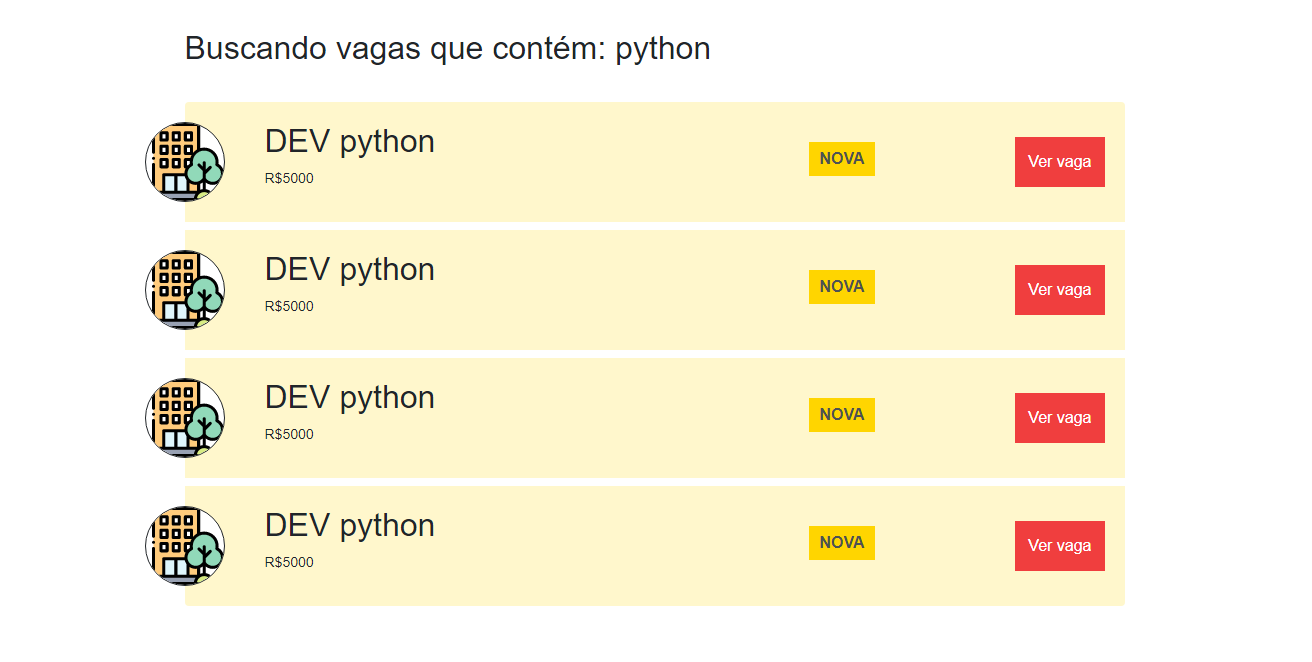 Buscando vagas que contém: python
DEV python
R$5000
NOVA
Ver vaga
DEV python
R$5000
NOVA
Ver vaga
DEV python
R$5000
NOVA
Ver vaga
DEV python
R$5000
NOVA
Ver vaga